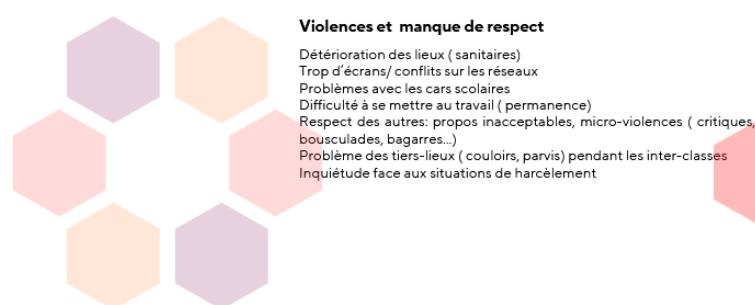 Violences et manque de respect
Détérioration des lieux ( sanitaires)
Trop d'écrans/ conflits sur les réseaux
Problèmes avec les cars scolaires
Difficulté à se mettre au travail ( permanence)
Respect des autres: propos inacceptables, micro-violences ( critiques,
bousculades, bagarres...)
Problème des tiers-lieux ( couloirs, parvis) pendant les inter-classes
Inquiétude face aux situations de harcèlement